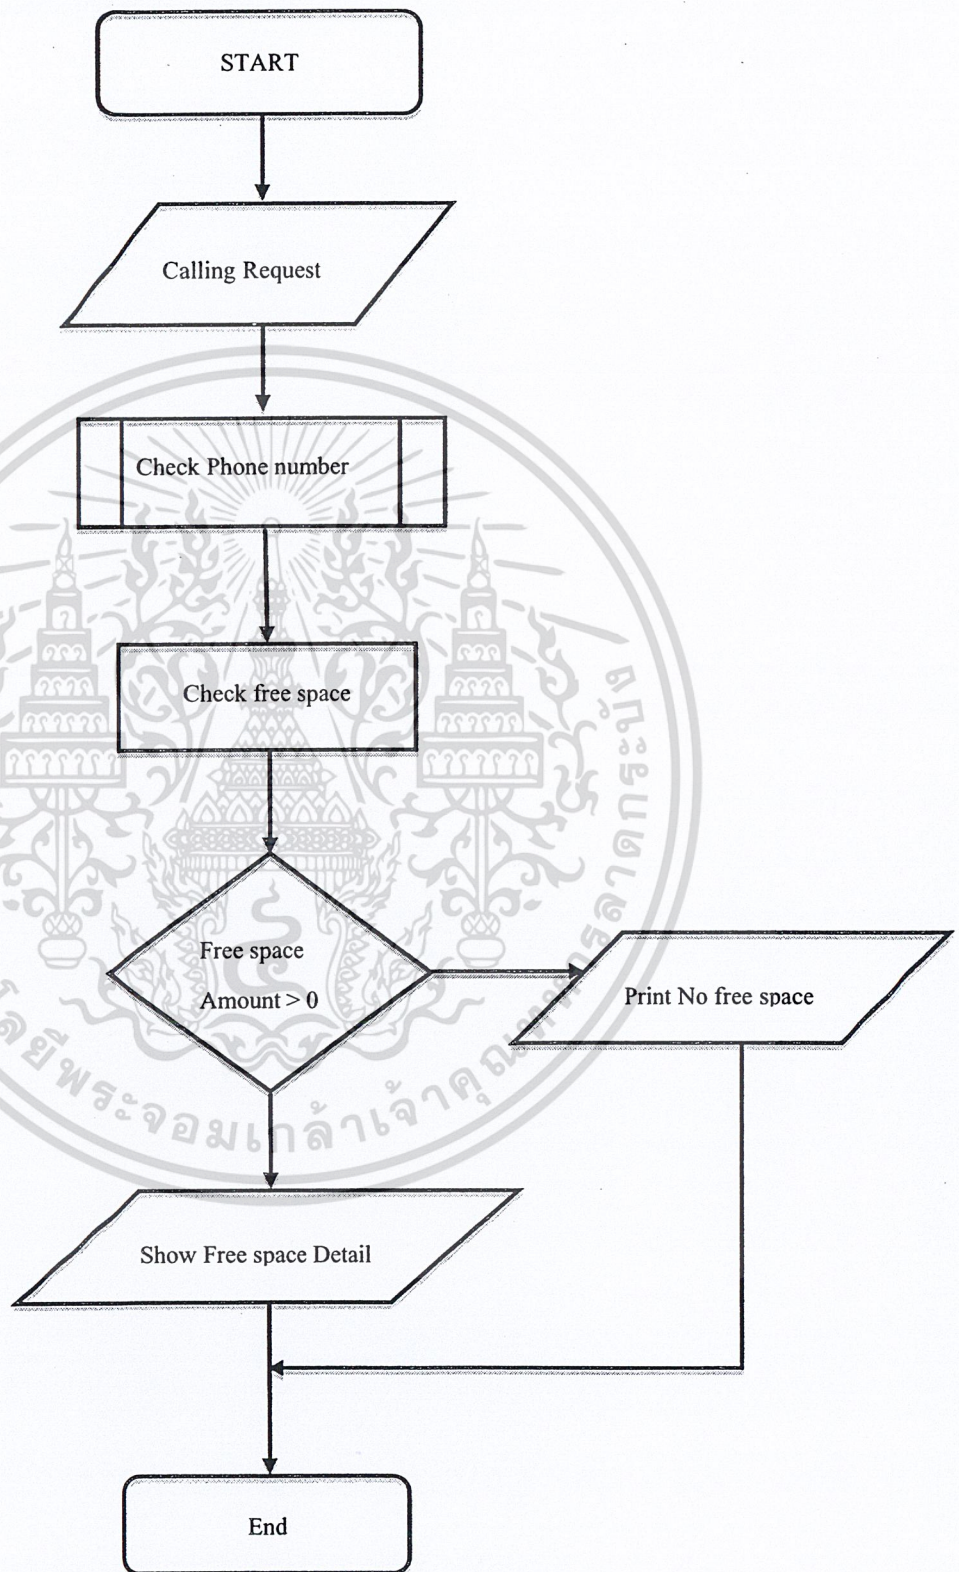 START
Calling Request
Check Phone number
Check free space
Free space
Amount > 0
Print No free space
Show Free space Detail
End